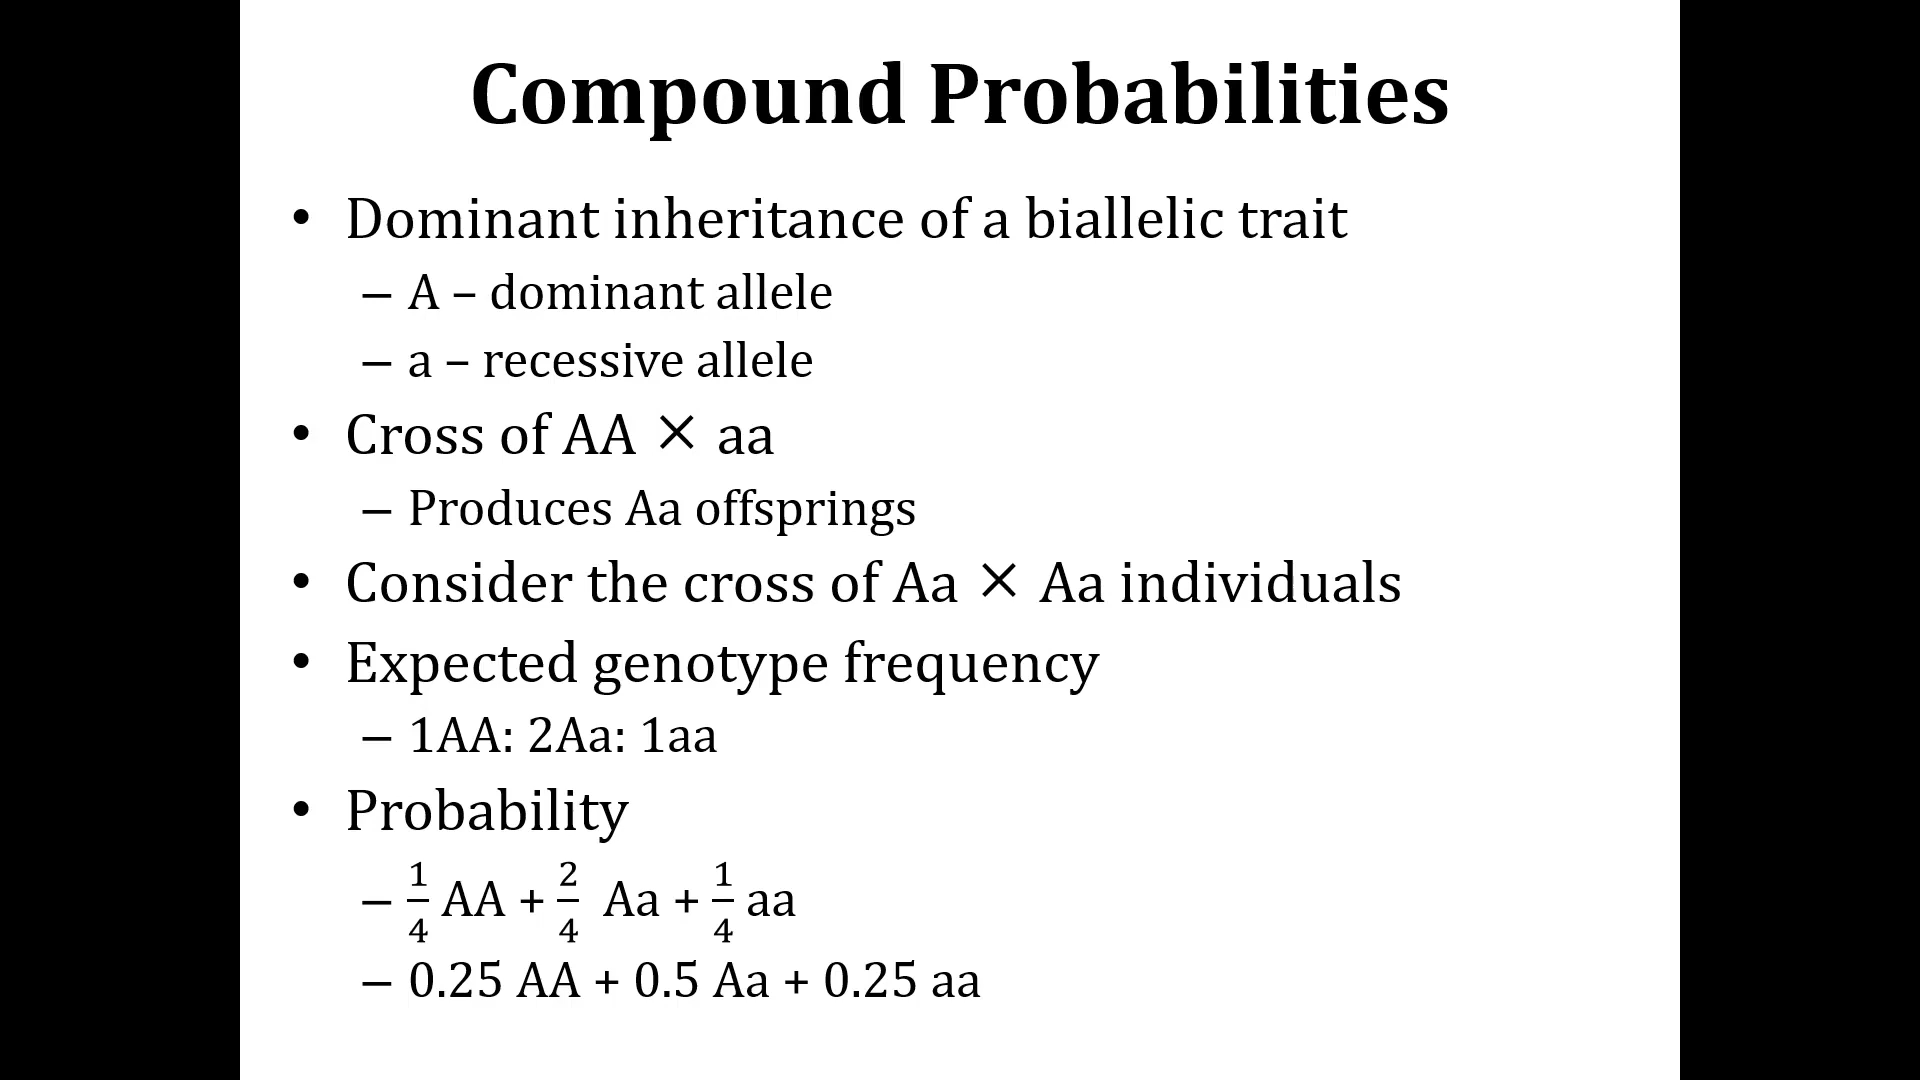 Compound Probabilities
• Dominant inheritance of a biallelic trait
– A – dominant allele
– a – recessive allele
• Cross of AA × aa
– Produces Aa offsprings
• Consider the cross of Aa × Aa individuals
• Expected genotype frequency
– 1AA: 2Aa: 1aa
• Probability
– 1/4 AA + 2/4 Aa + 1/4 aa
– 0.25 AA + 0.5 Aa + 0.25 aa